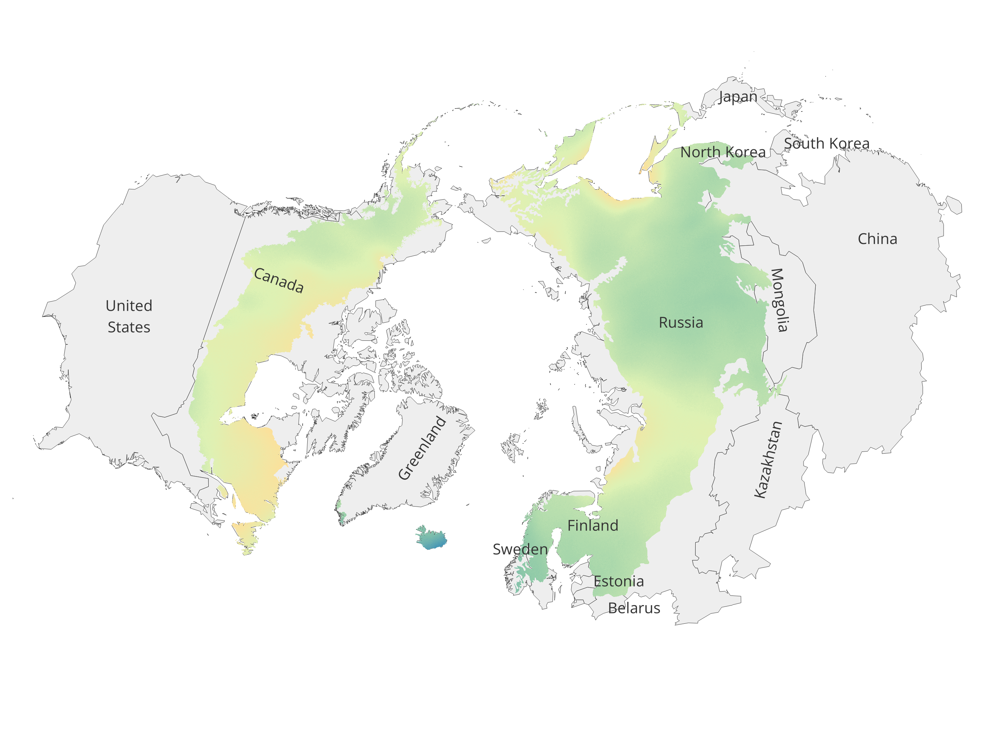 Japan
South Korea
North Korea
China
Canada
Mongolia
United
States
Russia
Greenland
Kazakhstan
Finland
Sweden
Estonia
Belarus